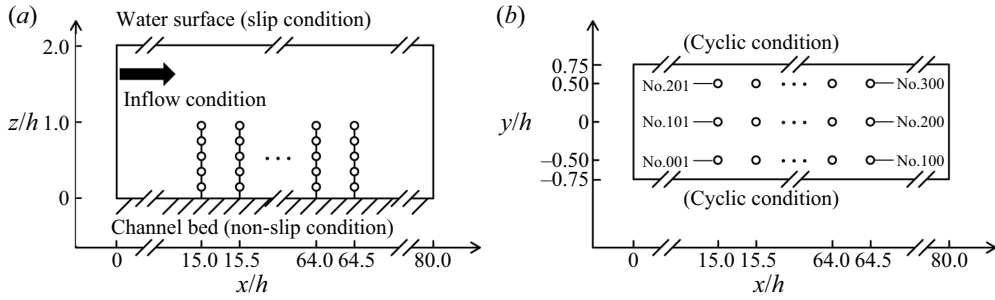 (a)
Water surface (slip condition)
2.0
Inflow condition
z/h
1.0
0
Channel bed (non-slip condition)
0
15.0
15.5
64.0
64.5
80.0
x/h
(b)
(Cyclic condition)
0.75
0.50
No.201
No.300
y/h
0
No.101
No.200
–0.50
No.001
No.100
–0.75
(Cyclic condition)
0
15.0
15.5
64.0
64.5
80.0
x/h